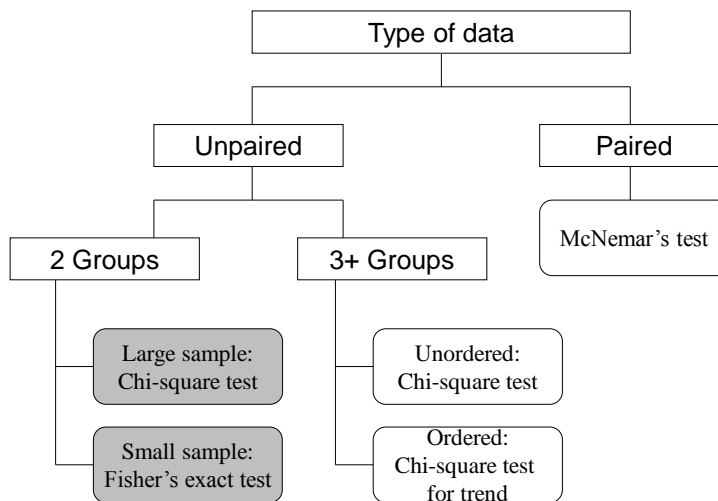 Type of data
Unpaired
Paired
McNemar’s test
2 Groups
3+ Groups
Large sample:
Chi-square test
Small sample:
Fisher’s exact test
Unordered:
Chi-square test
Ordered:
Chi-square test
for trend